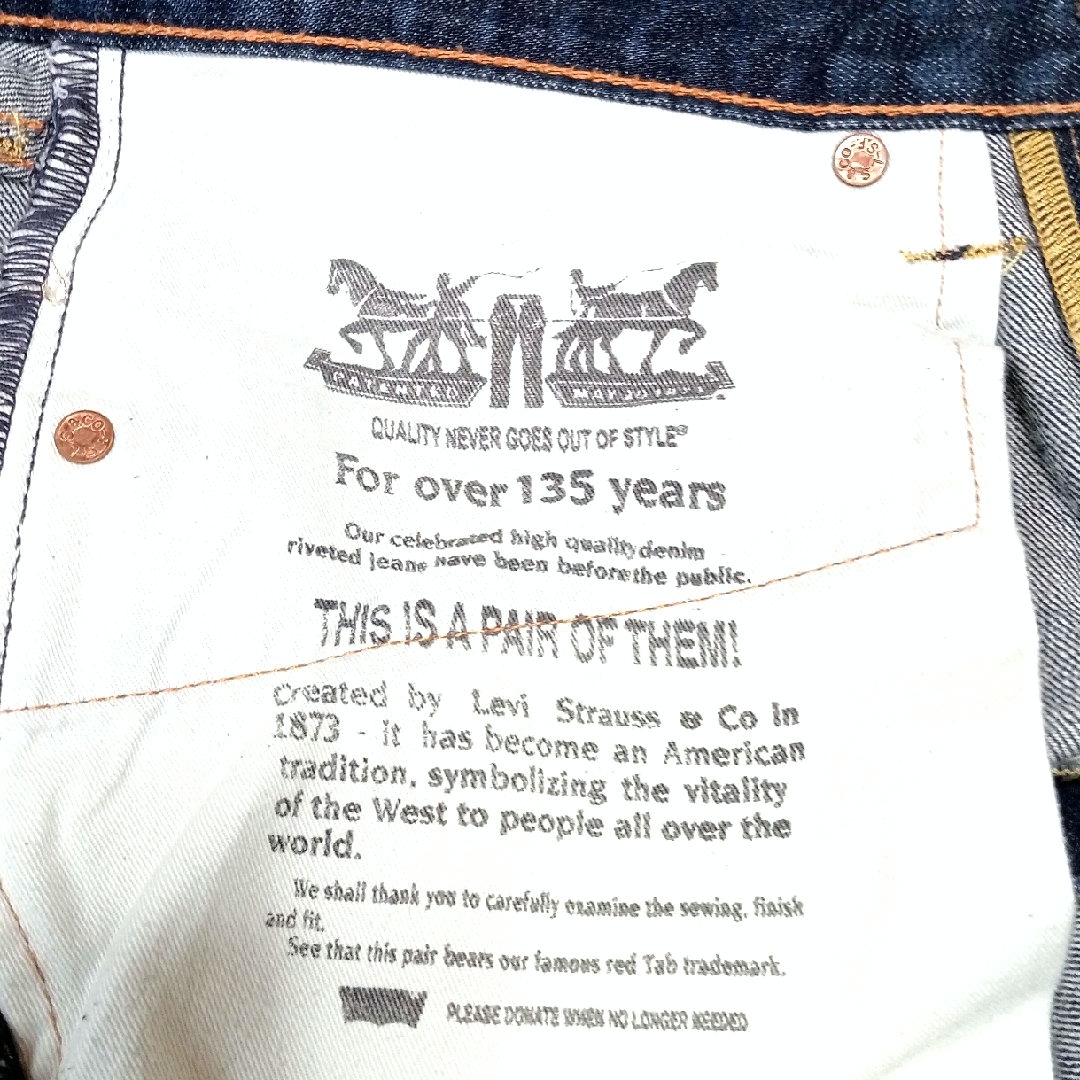 QUALITY NEVER GOES OUT OF STYLE®
For over 135 years
Our celebrated high quality denim
riveted jeans have been before the public.
THIS IS A PAIR OF THEM!
Created by Levi Strauss & Co in
1873 - it has become an American
tradition, symbolizing the vitality
of the West to people all over the
world.
We shall thank you to carefully examine the sewing, finish
and fit.
See that this pair bears our famous red Tab trademark.
PLEASE DONATE WHEN NO LONGER NEEDED